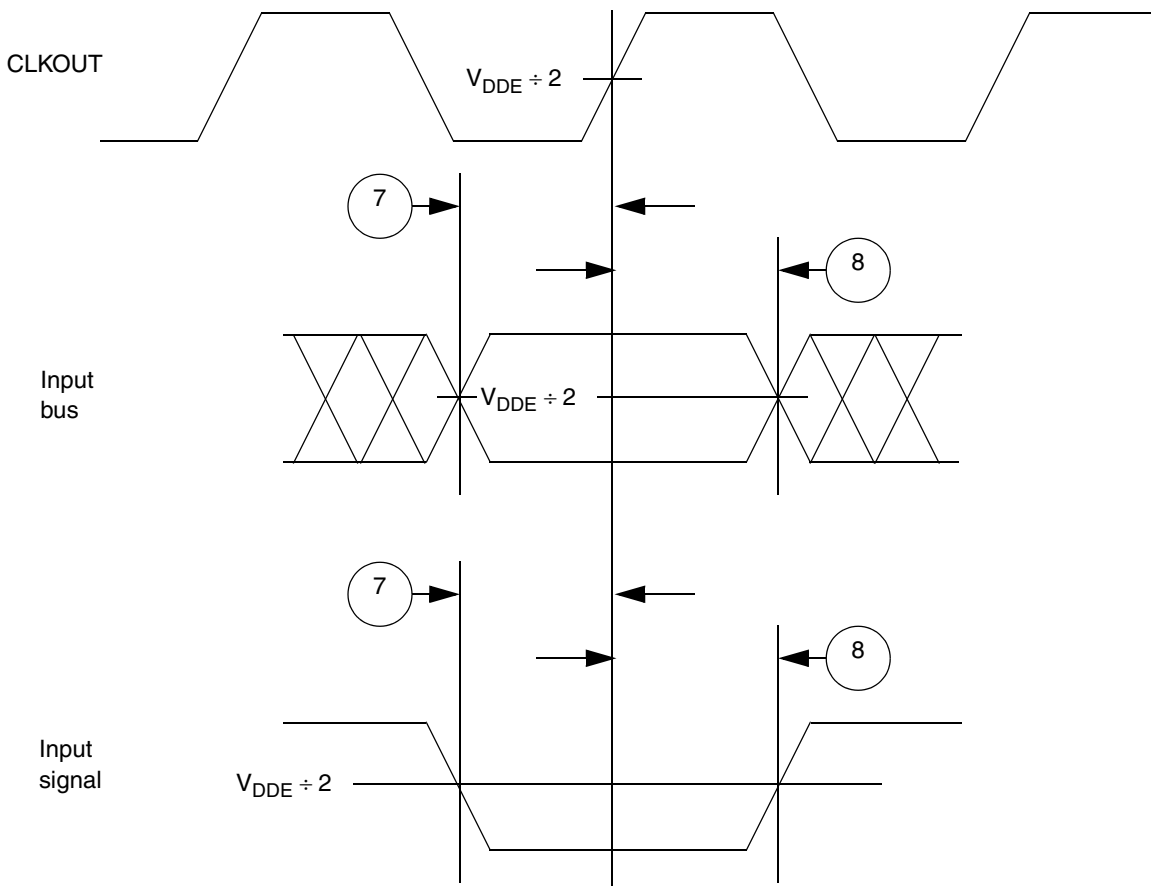 CLKOUT
VDDE ÷ 2
7
8
Input
bus
VDDE ÷ 2
7
8
Input
signal
VDDE ÷ 2